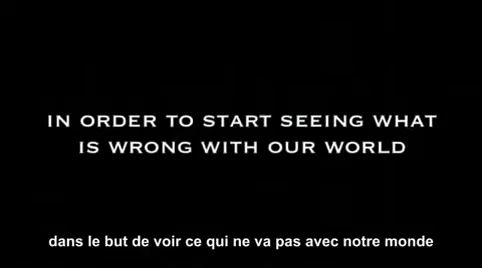 IN ORDER TO START SEEING WHAT
IS WRONG WITH OUR WORLD
dans le but de voir ce qui ne va pas avec notre monde